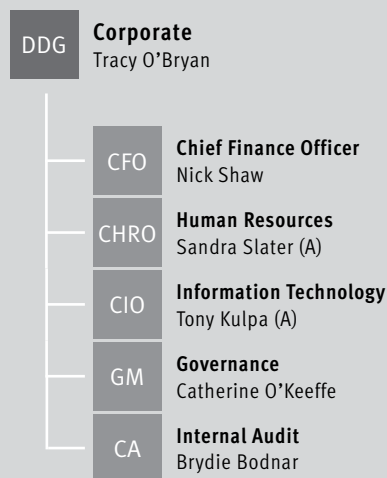 DDG
Corporate
Tracy O’Bryan
CFO
Chief Finance Officer
Nick Shaw
CHRO
Human Resources
Sandra Slater (A)
CIO
Information Technology
Tony Kulpa (A)
GM
Governance
Catherine O’Keeffe
CA
Internal Audit
Brydie Bodnar